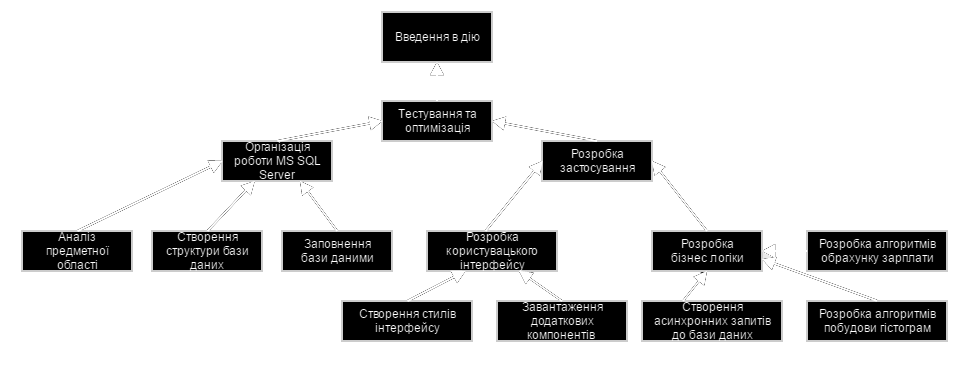 Введення в дію
Тестування та
оптимізація
Організація
роботи MS SQL
Server
Розробка
застосування
Аналіз
предметної
області
Створення
структури бази
даних
Заповнення
бази даними
Розробка
користувацького
інтерфейсу
Розробка
бізнес логіки
Розробка алгоритмів
обрахунку зарплати
Створення стилів
інтерфейсу
Завантаження
додаткових
компонентів
Створення
асинхронних запитів
до бази даних
Розробка алгоритмів
побудови гістограм